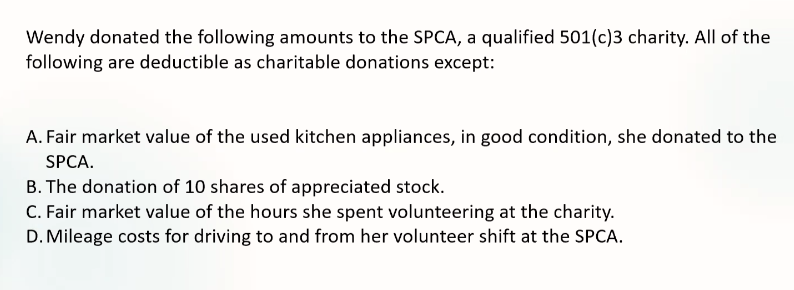 Wendy donated the following amounts to the SPCA, a qualified 501(c)3 charity. All of the
following are deductible as charitable donations except:
A. Fair market value of the used kitchen appliances, in good condition, she donated to the
SPCA.
B. The donation of 10 shares of appreciated stock.
C. Fair market value of the hours she spent volunteering at the charity.
D. Mileage costs for driving to and from her volunteer shift at the SPCA.